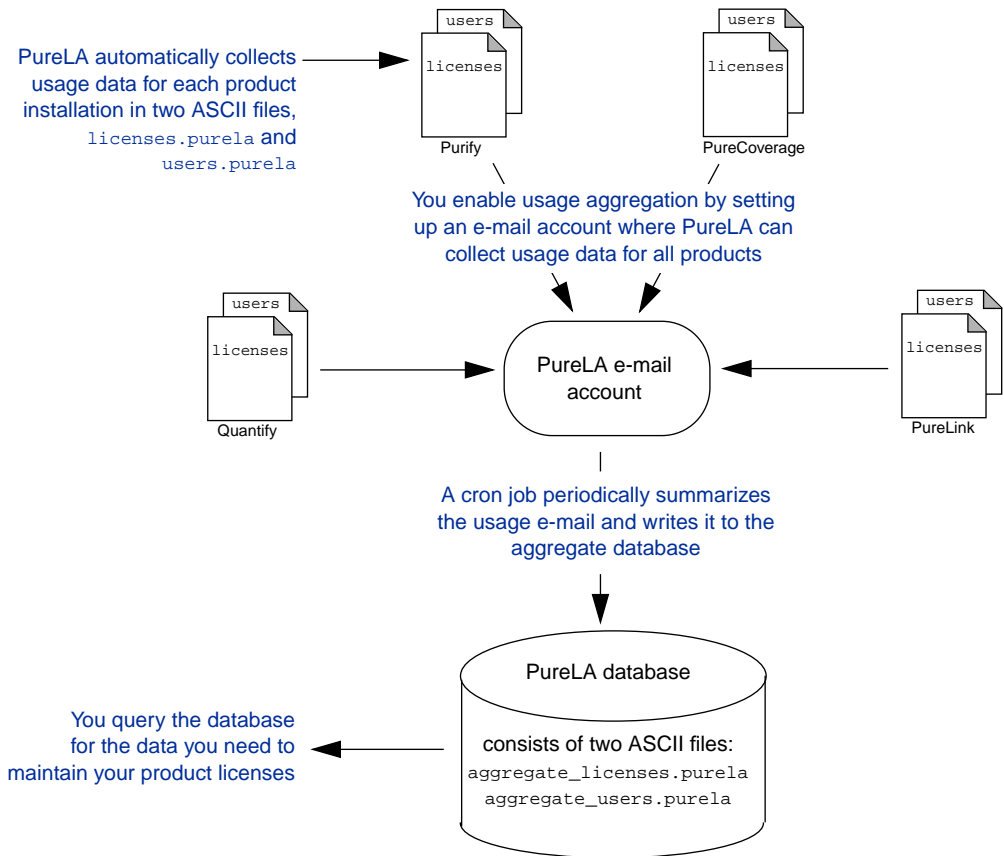 users
licenses
Purify
users
licenses
PureCoverage
PureLA automatically collects
usage data for each product
installation in two ASCII files,
licenses.purela and
users.purela
You enable usage aggregation by setting
up an e-mail account where PureLA can
collect usage data for all products
users
licenses
Quantify
PureLA e-mail
account
users
licenses
PureLink
A cron job periodically summarizes
the usage e-mail and writes it to the
aggregate database
PureLA database
consists of two ASCII files:
aggregate_licenses.purela
aggregate_users.purela
You query the database
for the data you need to
maintain your product licenses